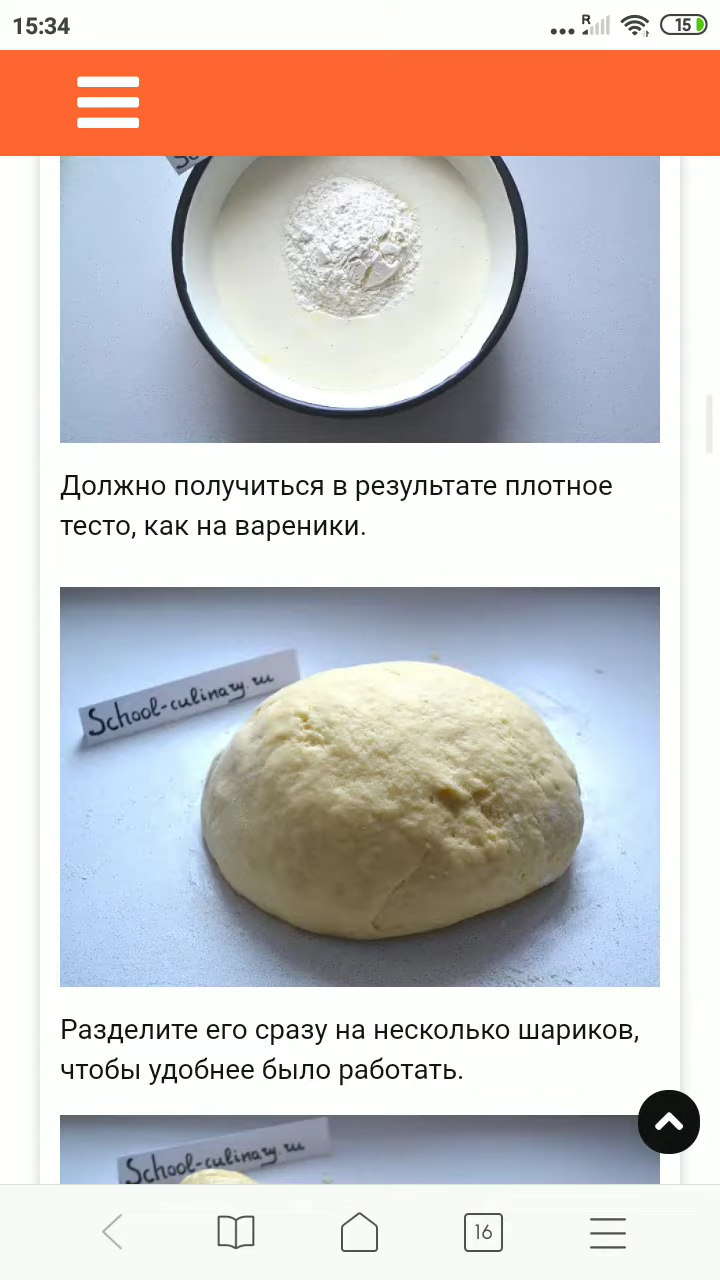 15:34
R
15
Должно получиться в результате плотное
тесто, как на вареники.
School-culinary.ru
Разделите его сразу на несколько шариков,
чтобы удобнее было работать.
School-culinary.ru
16